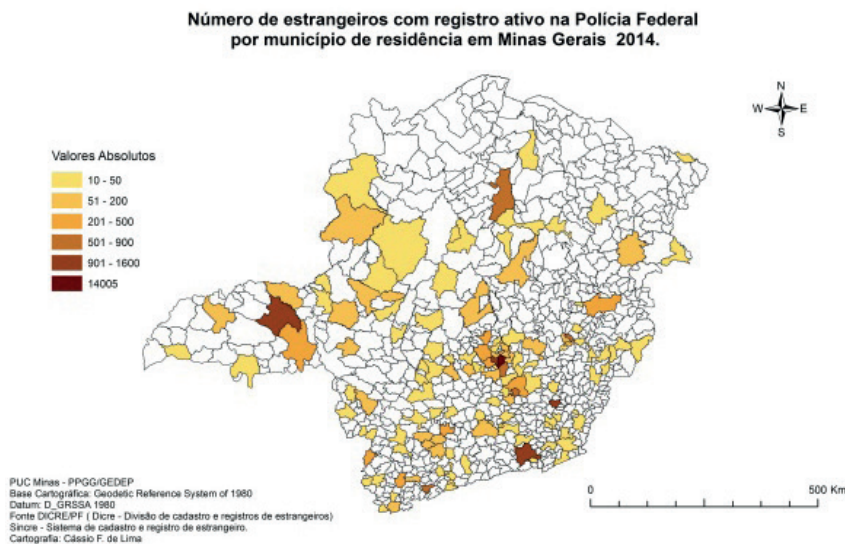 Número de estrangeiros com registro ativo na Polícia Federal
por município de residência em Minas Gerais 2014.
N
W E
S
Valores Absolutos
10 - 50
51 - 200
201 - 500
501 - 900
901 - 1600
14005
PUC Minas - PPGG/GEDEP
Base Cartográfica: Geodetic Reference System of 1980
Datum: D_GRSSA 1980
Fonte DICRE/PF ( Dicre - Divisão de cadastro e registros de estrangeiros)
Sincre - Sistema de cadastro e registro de estrangeiro.
Cartografia: Cássio F. de Lima
0 500 Km